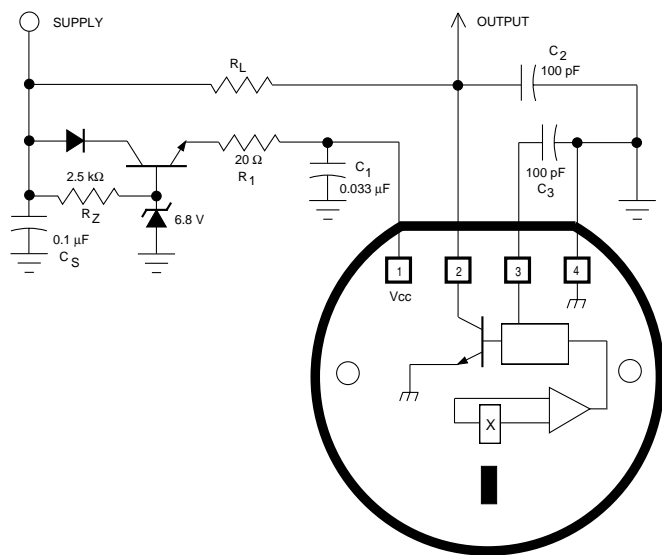 SUPPLY
OUTPUT
R L
C 2
100 pF
20 Ω
R 1
C 1
0.033 µF
100 pF
C 3
2.5 kΩ
R Z
6.8 V
0.1 µF
C S
1
2
3
4
Vcc
X